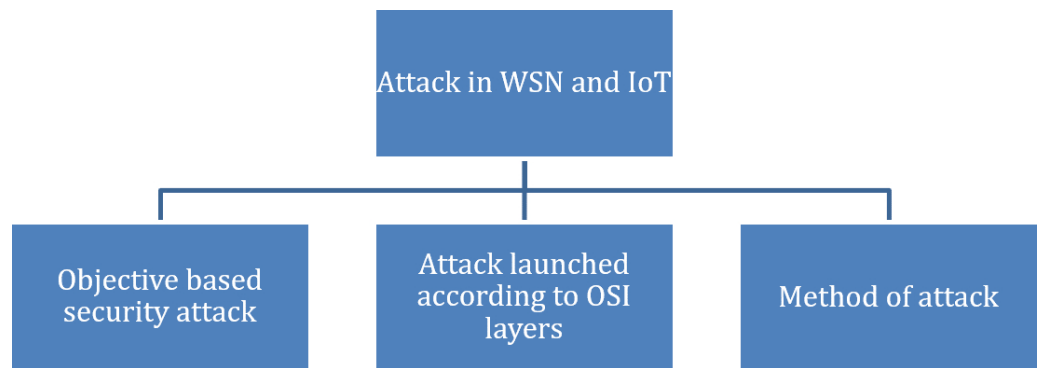 Attack in WSN and IoT
Objective based
security attack
Attack launched
according to OSI
layers
Method of attack